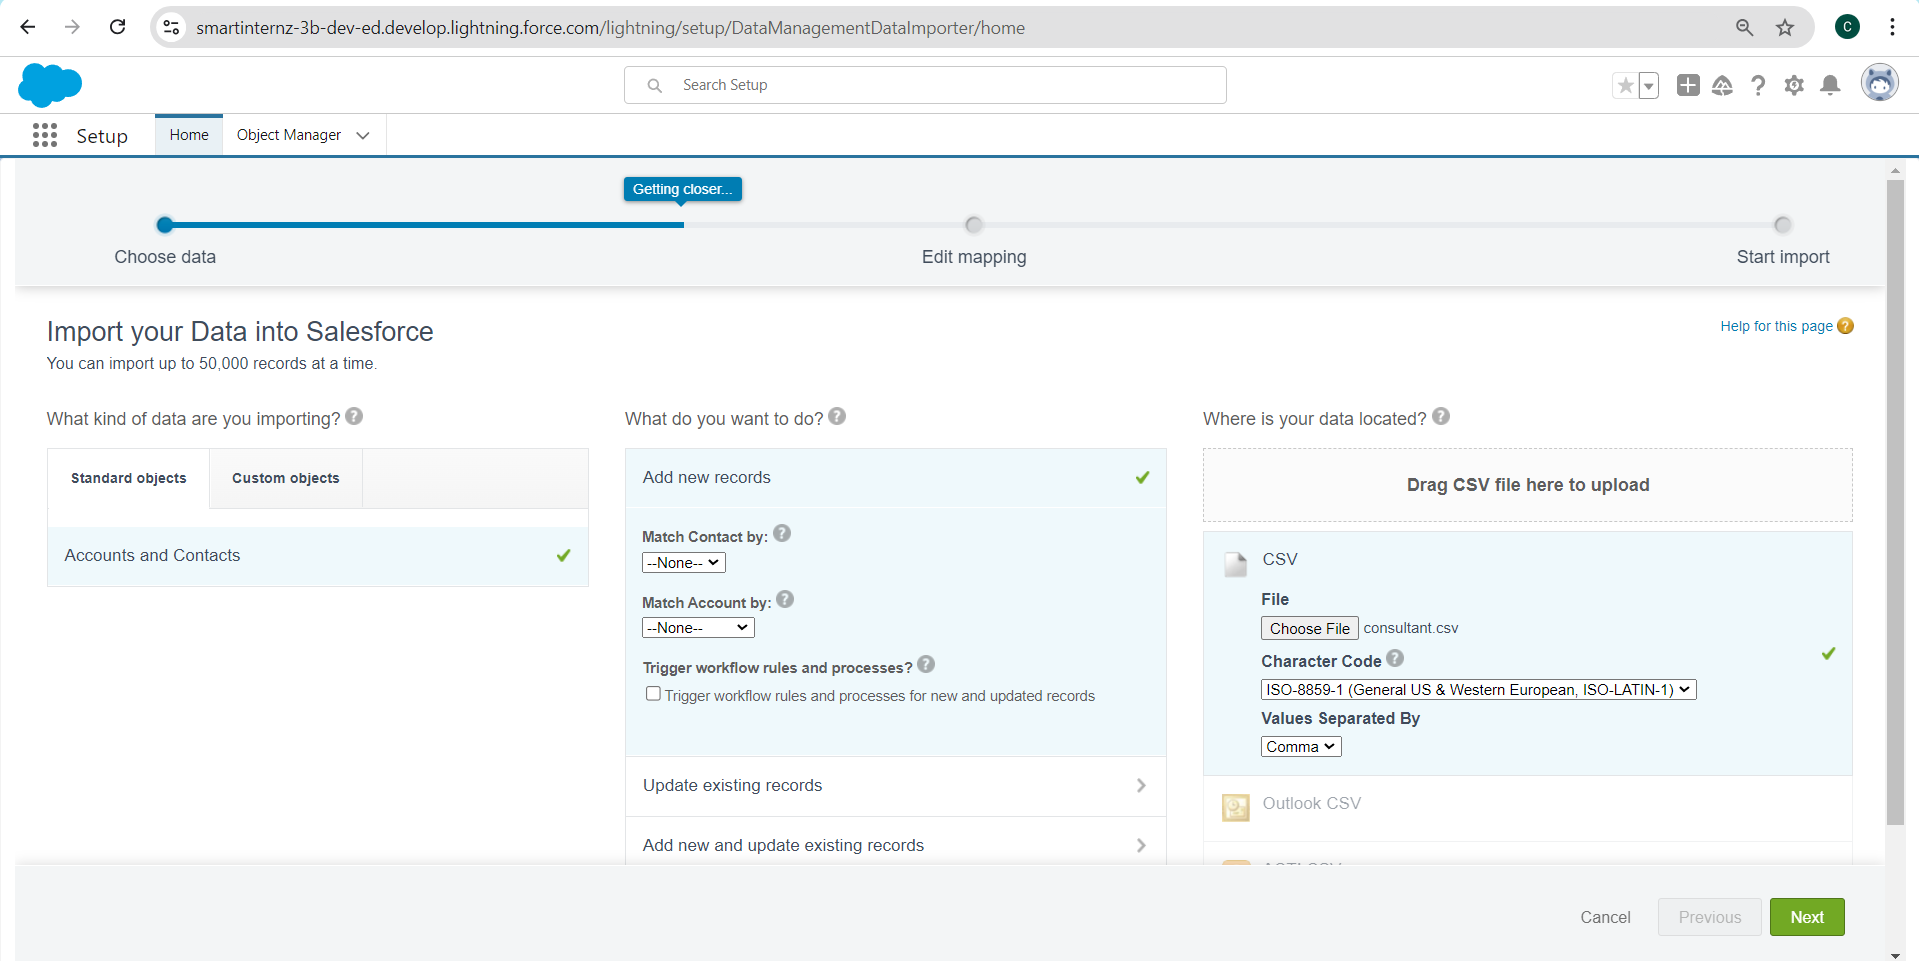 smartinternz-3b-dev-ed.develop.lightning.force.com/lightning/setup/DataManagementDataImporter/home
C
Search Setup
Setup
Home
Object Manager
Getting closer...
Choose data
Edit mapping
Start import
Import your Data into Salesforce
Help for this page ?
You can import up to 50,000 records at a time.
What kind of data are you importing? ?
Standard objects
Custom objects
Accounts and Contacts
What do you want to do? ?
Add new records
Match Contact by: ?
--None--
Match Account by: ?
--None--
Trigger workflow rules and processes? ?
Trigger workflow rules and processes for new and updated records
Update existing records
Add new and update existing records
Where is your data located? ?
Drag CSV file here to upload
CSV
File
Choose File consultant.csv
Character Code ?
ISO-8859-1 (General US & Western European, ISO-LATIN-1)
Values Separated By
Comma
Outlook CSV
Cancel
Previous
Next